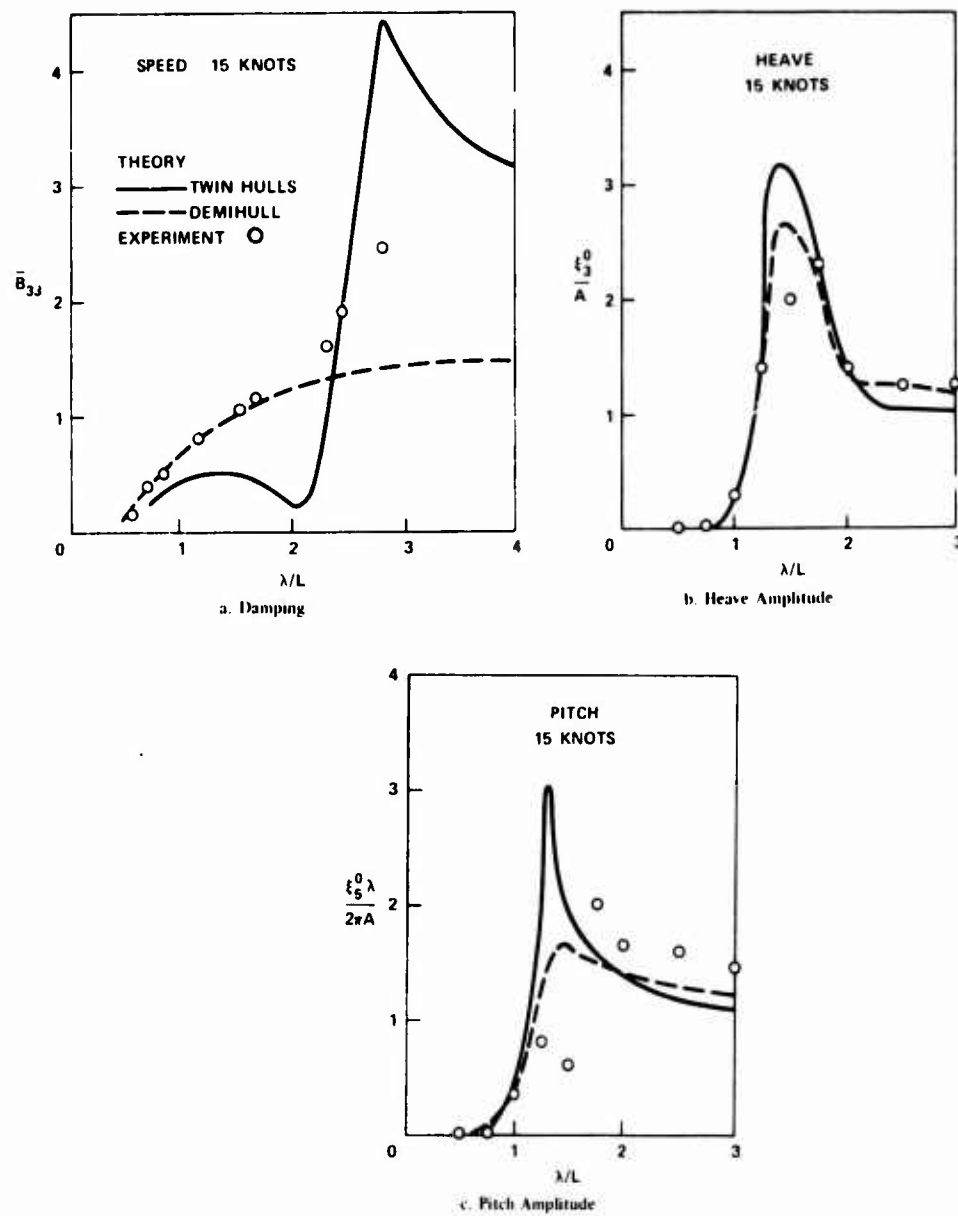 SPEED 15 KNOTS
THEORY
TWIN HULLS
DEMIHULL
EXPERIMENT
B̅₃₃
4
3
2
1
0
1
2
3
4
λ/L
a. Damping
HEAVE
15 KNOTS
ξ₃⁰
A
4
3
2
1
0
1
2
3
λ/L
b. Heave Amplitude
PITCH
15 KNOTS
ξ₅⁰ λ
2πA
4
3
2
1
0
1
2
3
λ/L
c. Pitch Amplitude